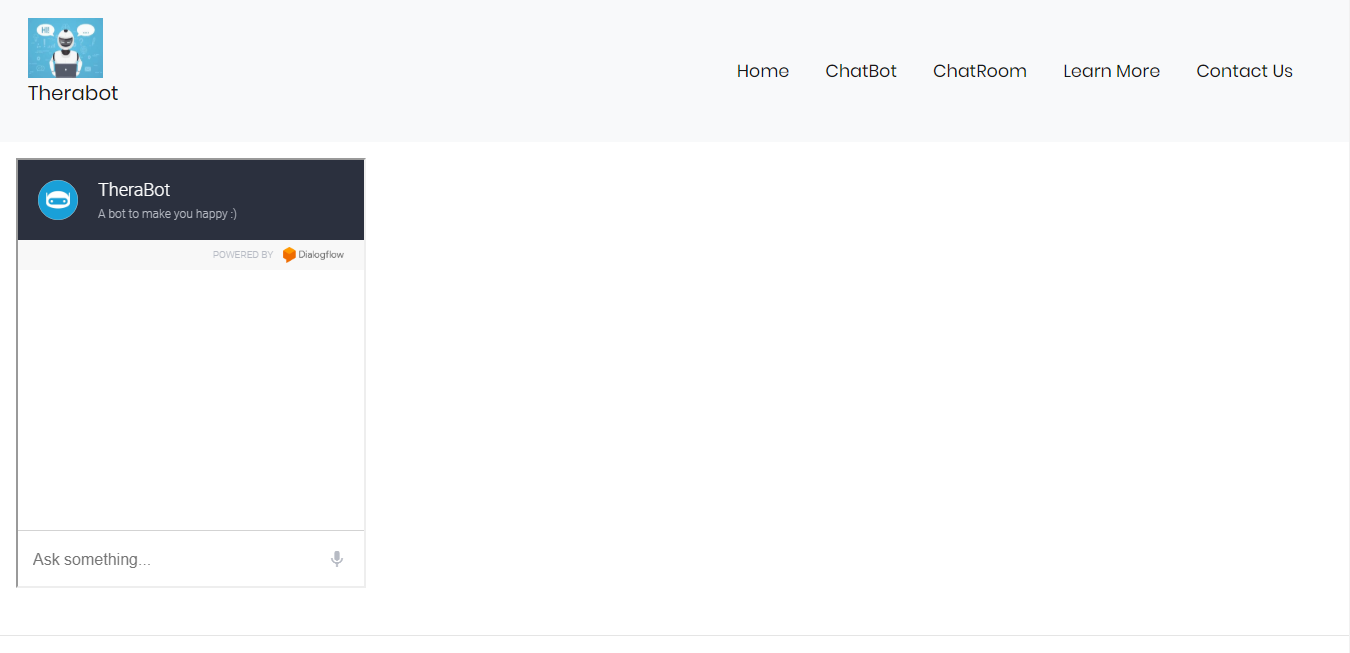 HI!
...
Therabot
Home ChatBot ChatRoom Learn More Contact Us
TheraBot
A bot to make you happy :)
POWERED BY Dialogflow
Ask something...